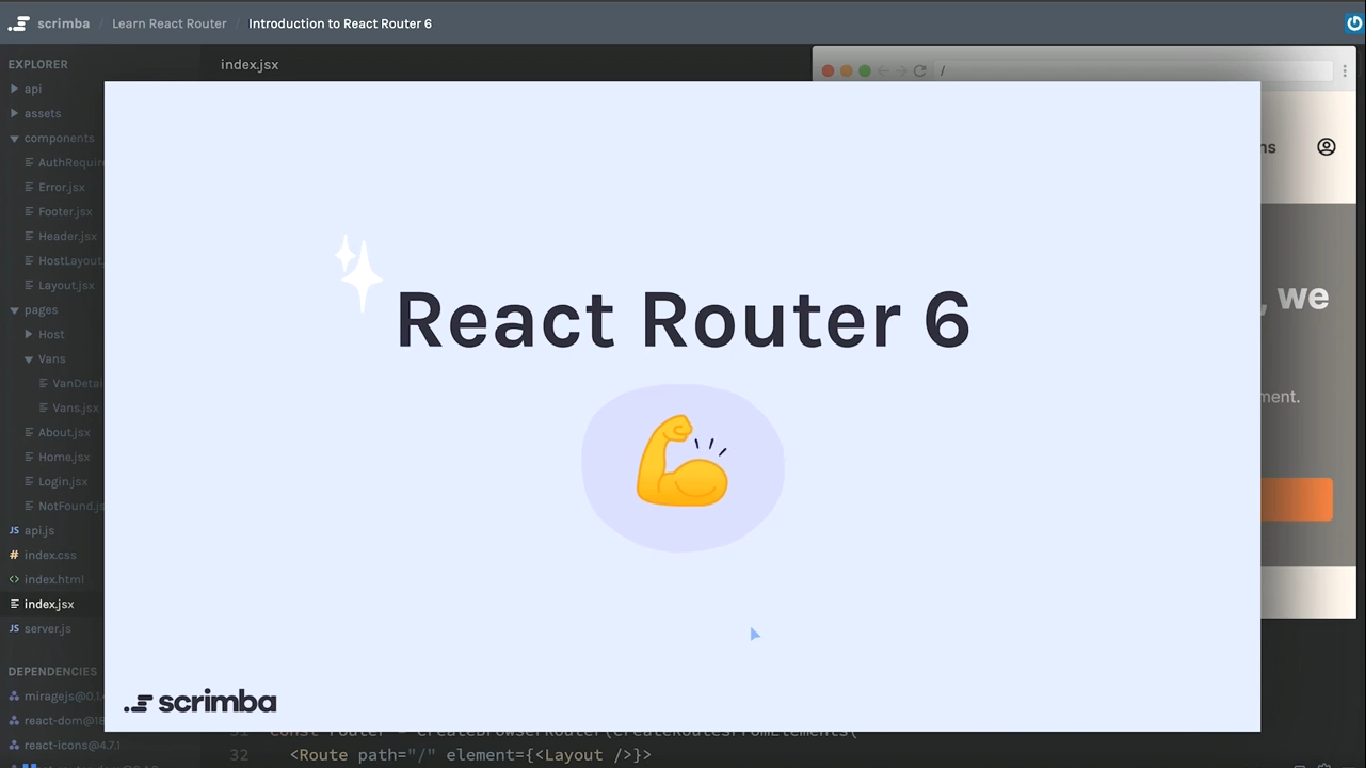 scrimba / Learn React Router / Introduction to React Router 6
EXPLORER
index.jsx
/
api
assets
components
AuthRequire
Error.jsx
Footer.jsx
Header.jsx
HostLayout.
Layout.jsx
pages
Host
Vans
VanDetai
Vans.jsx
About.jsx
Home.jsx
Login.jsx
NotFound.js
JS api.js
# index.css
<> index.html
index.jsx
JS server.js
DEPENDENCIES
miragejs@0.1.4
react-dom@18
react-icons@4.7.1
React Router 6
scrimba
ns
, we
ment.
31 const router = createBrowserRouter(createRoutesFromElements(
32 <Route path="/" element={<Layout />}>